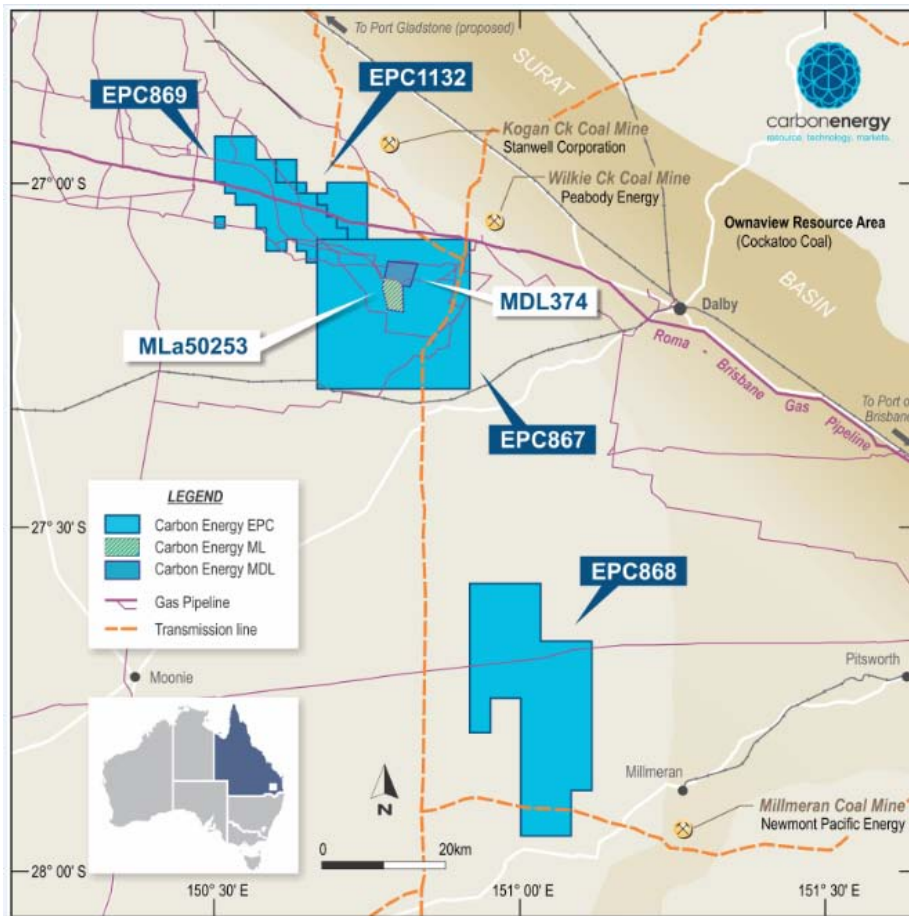 To Port Gladstone (proposed)
SURAT
BASIN
carbonenergy
resource. technology. markets.
EPC869
EPC1132
Kogan Ck Coal Mine
Stanwell Corporation
27° 00' S
Wilkie Ck Coal Mine
Peabody Energy
Ownaview Resource Area
(Cockatoo Coal)
MDL374
Dalby
MLa50253
Roma - Brisbane Gas Pipeline
To Port of
Brisbane
EPC867
LEGEND
Carbon Energy EPC
Carbon Energy ML
Carbon Energy MDL
Gas Pipeline
Transmission line
27° 30' S
EPC868
Moonie
Pitsworth
Millmeran
Millmeran Coal Mine
Newmont Pacific Energy
N
0 20km
28° 00' S
150° 30' E
151° 00' E
151° 30' E